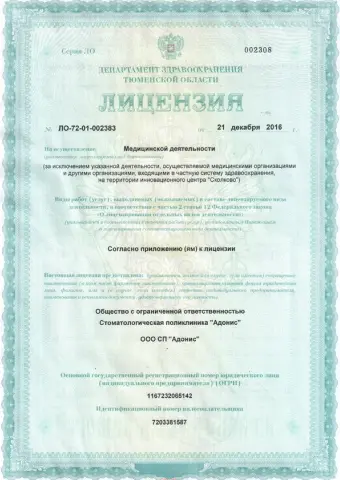 Серия ЛО 002308
ДЕПАРТАМЕНТ ЗДРАВООХРАНЕНИЯ
ТЮМЕНСКОЙ ОБЛАСТИ
ЛИЦЕНЗИЯ
№ ЛО-72-01-002383 от 21 декабря 2016
На осуществление Медицинской деятельности
(за исключением указанной деятельности, осуществляемой медицинскими организациями
и другими организациями, входящими в частную систему здравоохранения,
на территории инновационного центра "Сколково")
Виды работ (услуг), выполняемых (оказываемых) в составе лицензируемого вида
деятельности, в соответствии с частью 2 статьи 12 Федерального закона
«О лицензировании отдельных видов деятельности»:
Согласно приложению (ям) к лицензии
Настоящая лицензия предоставлена
Общество с ограниченной ответственностью
Стоматологическая поликлиника "Адонис"
ООО СП "Адонис"
Основной государственный регистрационный номер юридического лица
(индивидуального предпринимателя) (ОГРН)
1167232065142
Идентификационный номер налогоплательщика
7203381587